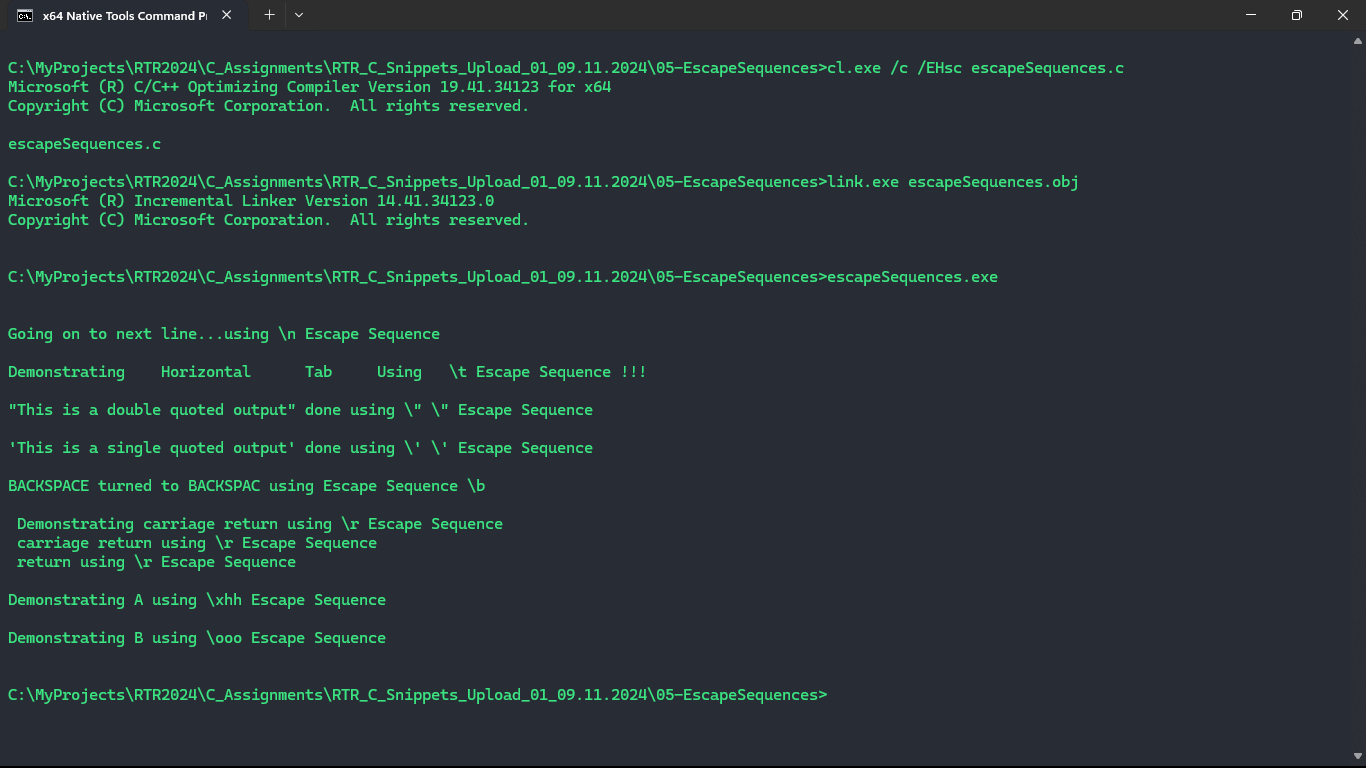 x64 Native Tools Command P
C:\MyProjects\RTR2024\C_Assignments\RTR_C_Snippets_Upload_01_09.11.2024\05-EscapeSequences>cl.exe /c /EHsc escapeSequences.c
Microsoft (R) C/C++ Optimizing Compiler Version 19.41.34123 for x64
Copyright (C) Microsoft Corporation.  All rights reserved.
escapeSequences.c
C:\MyProjects\RTR2024\C_Assignments\RTR_C_Snippets_Upload_01_09.11.2024\05-EscapeSequences>link.exe escapeSequences.obj
Microsoft (R) Incremental Linker Version 14.41.34123.0
Copyright (C) Microsoft Corporation.  All rights reserved.
C:\MyProjects\RTR2024\C_Assignments\RTR_C_Snippets_Upload_01_09.11.2024\05-EscapeSequences>escapeSequences.exe
Going on to next line...using \n Escape Sequence
Demonstrating    Horizontal      Tab     Using   \t Escape Sequence !!!
"This is a double quoted output" done using \" \" Escape Sequence
'This is a single quoted output' done using \' \' Escape Sequence
BACKSPACE turned to BACKSPAC using Escape Sequence \b
 Demonstrating carriage return using \r Escape Sequence
 carriage return using \r Escape Sequence
 return using \r Escape Sequence
Demonstrating A using \xhh Escape Sequence
Demonstrating B using \ooo Escape Sequence
C:\MyProjects\RTR2024\C_Assignments\RTR_C_Snippets_Upload_01_09.11.2024\05-EscapeSequences>